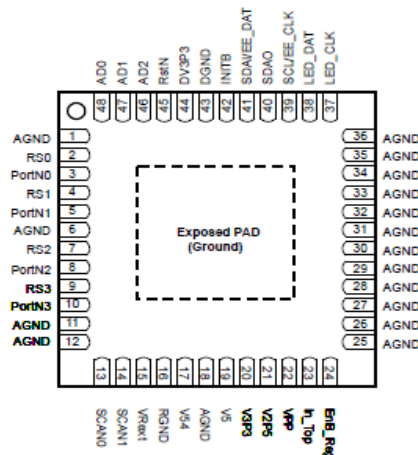 AD0
AD1
AD2
RstN
DV3P3
DGND
INITB
SDAI/EE_DAT
SDAO
SCL/EE_CLK
LED_DAT
LED_CLK
48
47
46
45
44
43
42
41
40
39
38
37
AGND 1
RS0 2
PortN0 3
RS1 4
PortN1 5
AGND 6
RS2 7
PortN2 8
RS3 9
PortN3 10
AGND 11
AGND 12
Exposed PAD
(Ground)
36 AGND
35 AGND
34 AGND
33 AGND
32 AGND
31 AGND
30 AGND
29 AGND
28 AGND
27 AGND
26 AGND
25 AGND
13
14
15
16
17
18
19
20
21
22
23
24
SCAN0
SCAN1
VRext
RGND
V54
AGND
V5
V3P3
V2P5
VPP
In_Top
EnB_Reg